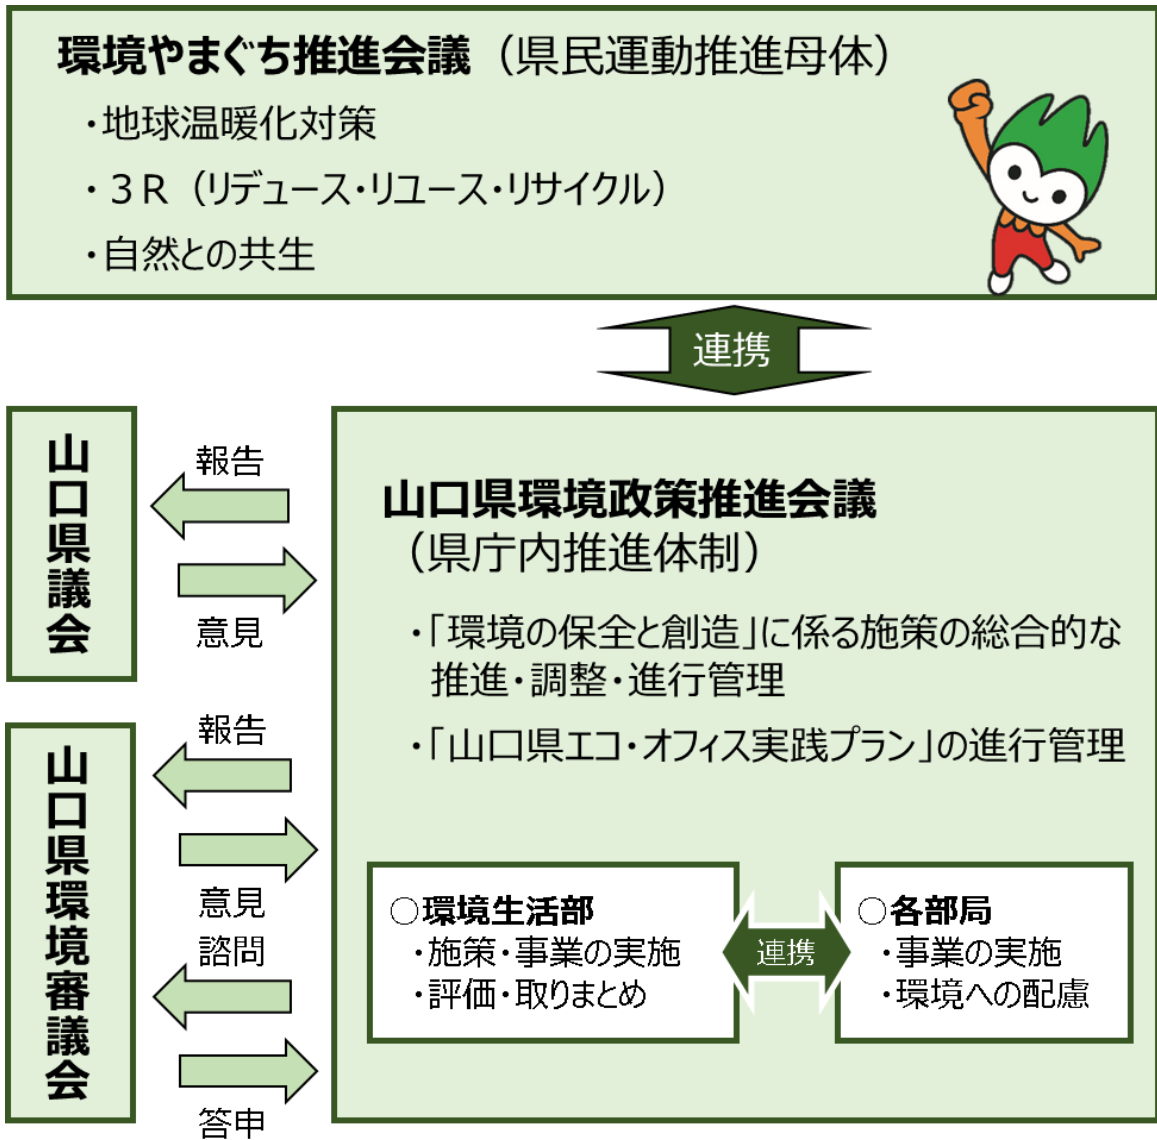 環境やまぐち推進会議（県民運動推進母体）
・地球温暖化対策
・３Ｒ（リデュース・リユース・リサイクル）
・自然との共生
連携
山口県議会
報告
意見
山口県環境政策推進会議
（県庁内推進体制）
・「環境の保全と創造」に係る施策の総合的な
推進・調整・進行管理
・「山口県エコ・オフィス実践プラン」の進行管理
山口県環境審議会
報告
意見
諮問
答申
○環境生活部
・施策・事業の実施
・評価・取りまとめ
連携
○各部局
・事業の実施
・環境への配慮